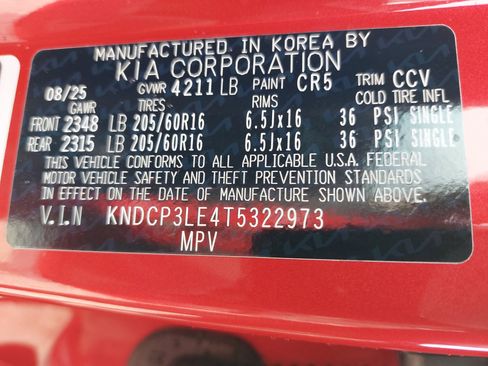 MANUFACTURED IN KOREA BY
KIA CORPORATION
08/25 GVWR 4211 LB PAINT CR5 TRIM CCV
GAWR TIRES RIMS COLD TIRE INFL
FRONT 2348 LB 205/60R16 6.5Jx16 36 PSI SINGLE
REAR 2315 LB 205/60R16 6.5Jx16 36 PSI SINGLE
THIS VEHICLE CONFORMS TO ALL APPLICABLE U.S.A. FEDERAL
MOTOR VEHICLE SAFETY AND THEFT PREVENTION STANDARDS
IN EFFECT ON THE DATE OF MANUFACTURE SHOWN ABOVE.
V.I.N KNDCP3LE4T5322973
MPV